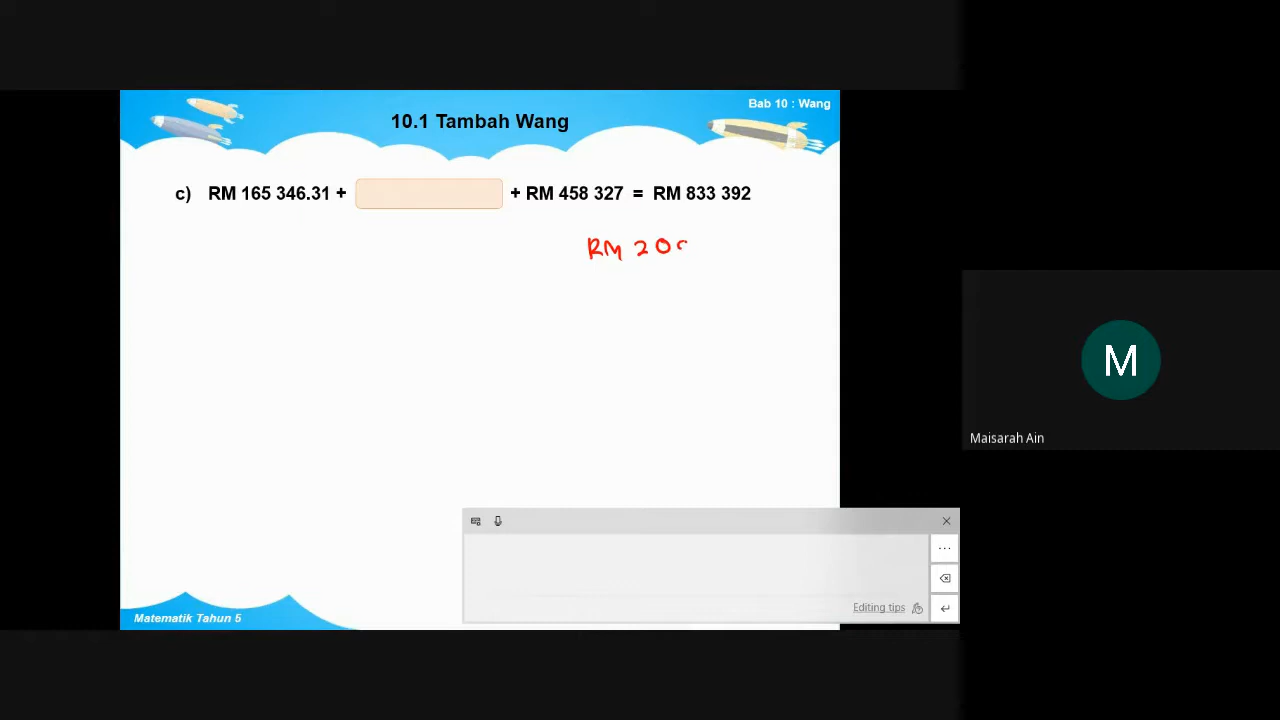 Bab 10 : Wang
10.1 Tambah Wang
c) RM 165 346.31 + + RM 458 327 = RM 833 392
RM 20
M
Maisarah Ain
Editing tips
Matematik Tahun 5